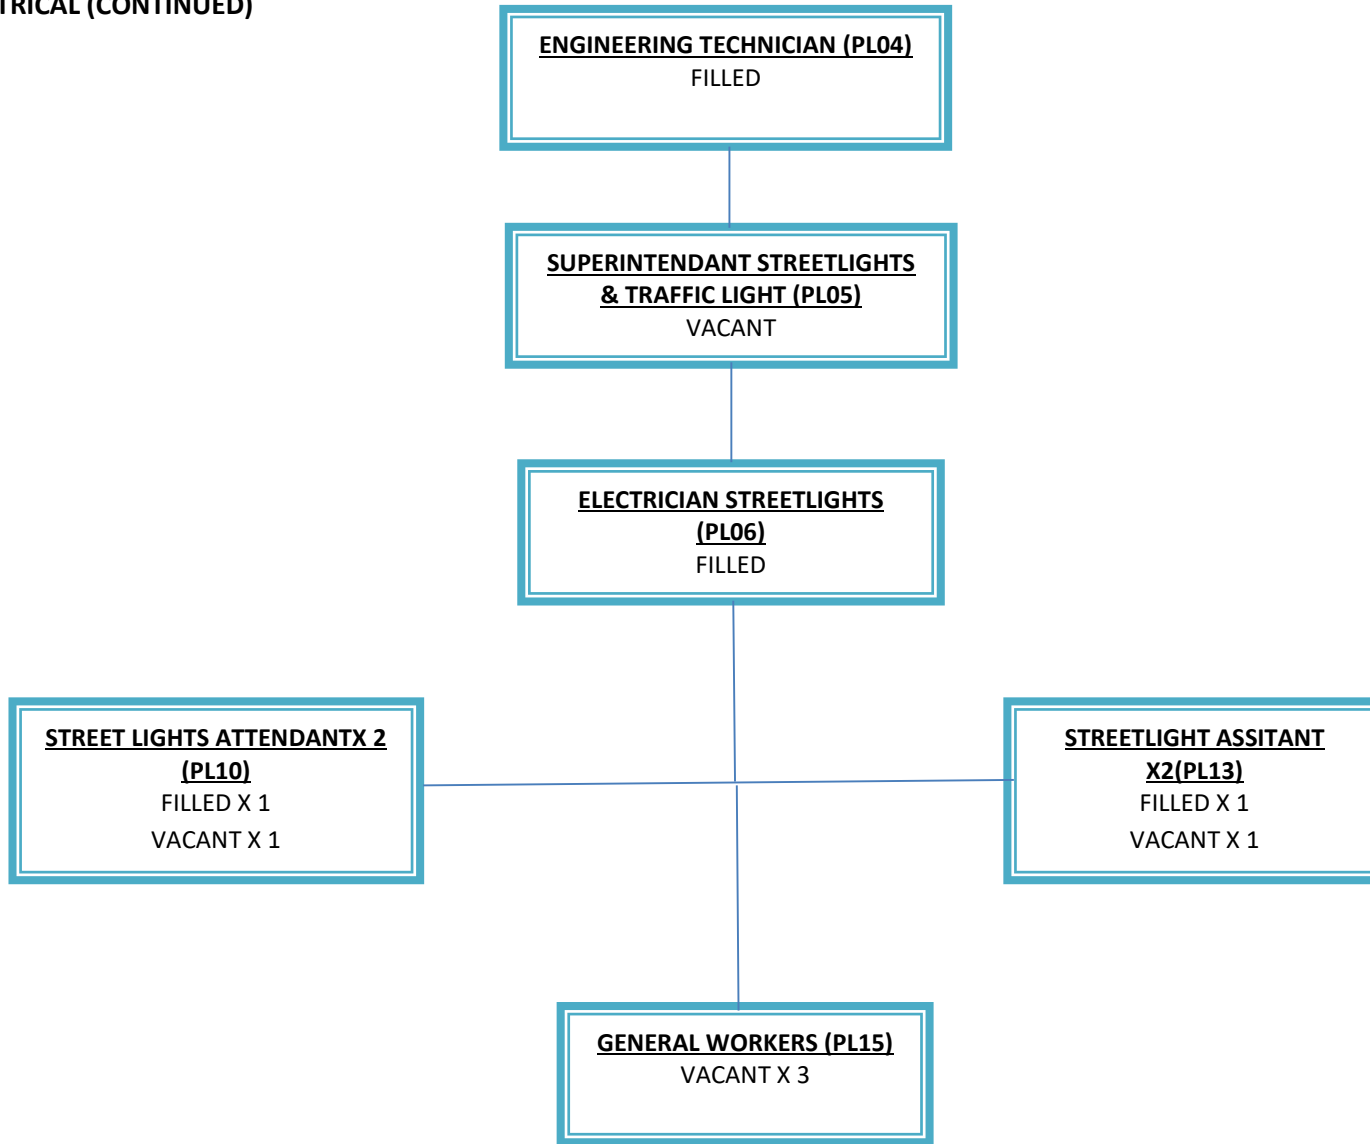 TRICAL (CONTINUED)
ENGINEERING TECHNICIAN (PL04)
FILLED
SUPERINTENDANT STREETLIGHTS
& TRAFFIC LIGHT (PL05)
VACANT
ELECTRICIAN STREETLIGHTS
(PL06)
FILLED
STREET LIGHTS ATTENDANTX 2
(PL10)
FILLED X 1
VACANT X 1
STREETLIGHT ASSITANT
X2(PL13)
FILLED X 1
VACANT X 1
GENERAL WORKERS (PL15)
VACANT X 3